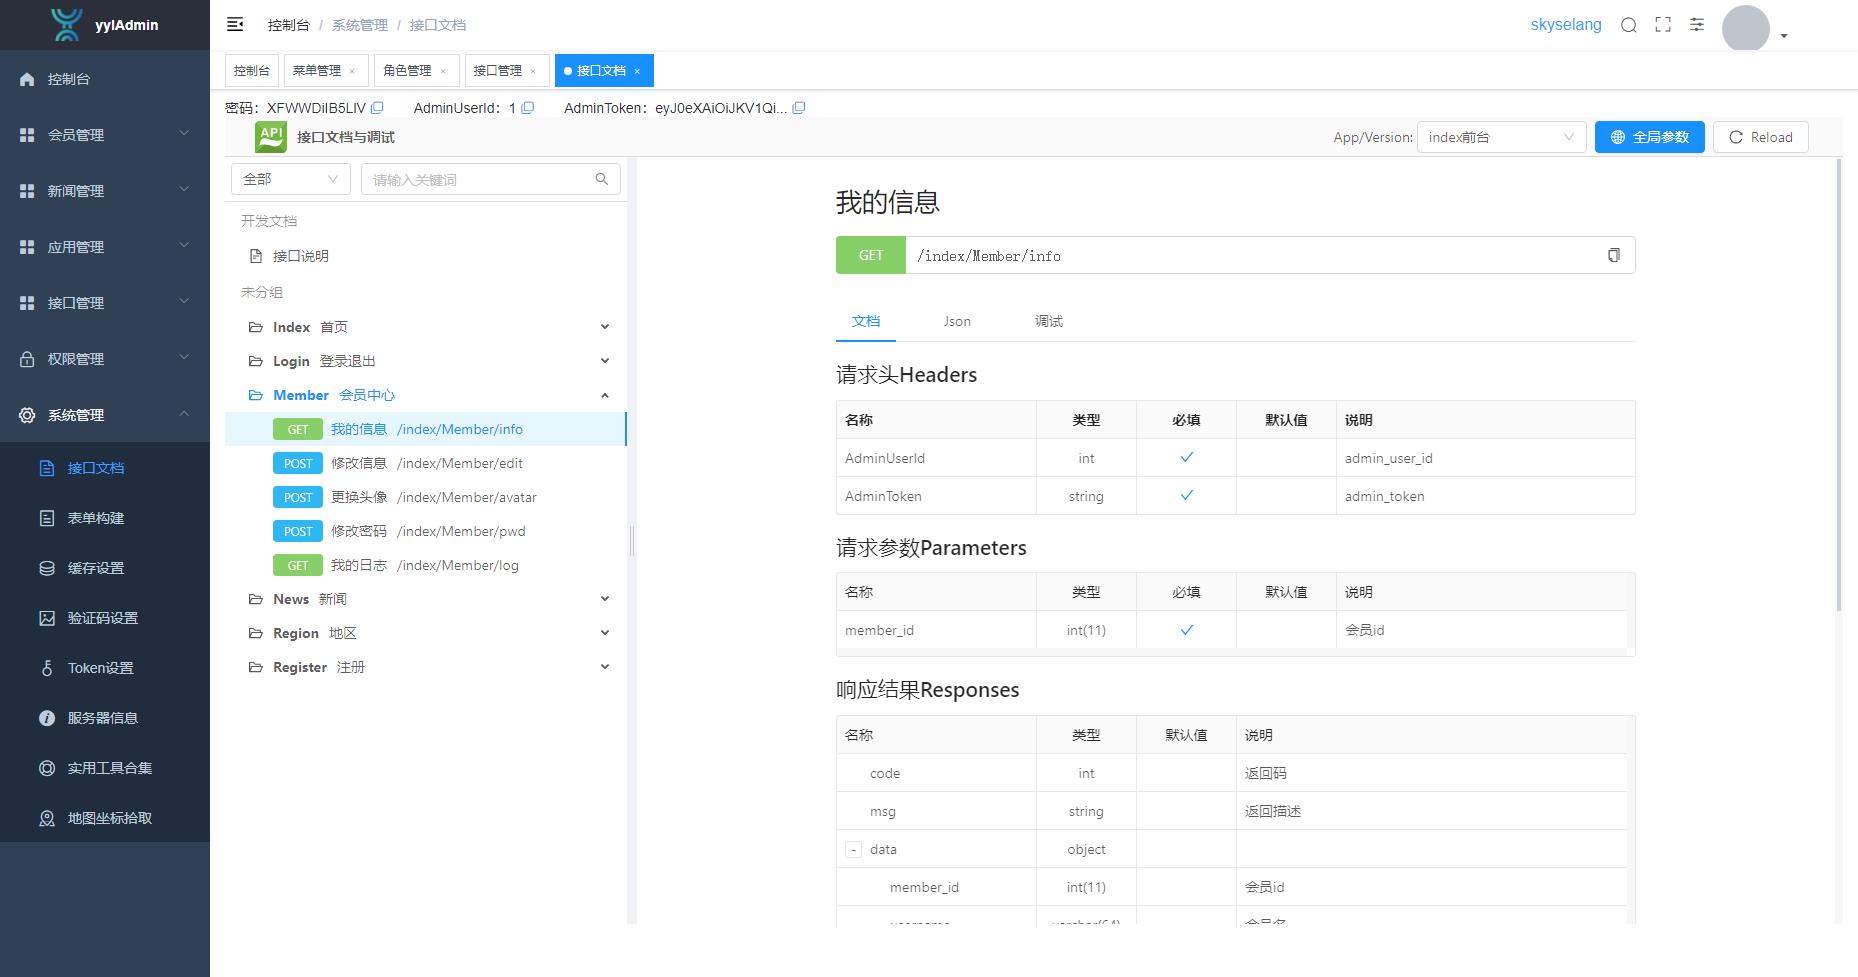 yylAdmin
控制台
会员管理
新闻管理
应用管理
接口管理
权限管理
系统管理
接口文档
表单构建
缓存设置
验证码设置
Token设置
服务器信息
实用工具合集
地图坐标拾取
控制台 / 系统管理 / 接口文档
skyselang
控制台 菜单管理 × 角色管理 × 接口管理 × 接口文档 ×
密码： AdminUserId：1 AdminToken：eyJ0eXAiOiJKV1Qi...
API 接口文档与调试
App/Version: index前台 全局参数 Reload
全部 请输入关键词
开发文档
接口说明
未分组
Index 首页
Login 登录退出
Member 会员中心
GET 我的信息 /index/Member/info
POST 修改信息 /index/Member/edit
POST 更换头像 /index/Member/avatar
POST 修改密码 /index/Member/pwd
GET 我的日志 /index/Member/log
News 新闻
Region 地区
Register 注册
我的信息
GET /index/Member/info
文档 Json 调试
请求头Headers
名称 类型 必填 默认值 说明
AdminUserId int admin_user_id
AdminToken string admin_token
请求参数Parameters
名称 类型 必填 默认值 说明
member_id int(11) 会员id
响应结果Responses
名称 类型 默认值 说明
code int 返回码
msg string 返回描述
- data object
member_id int(11) 会员id